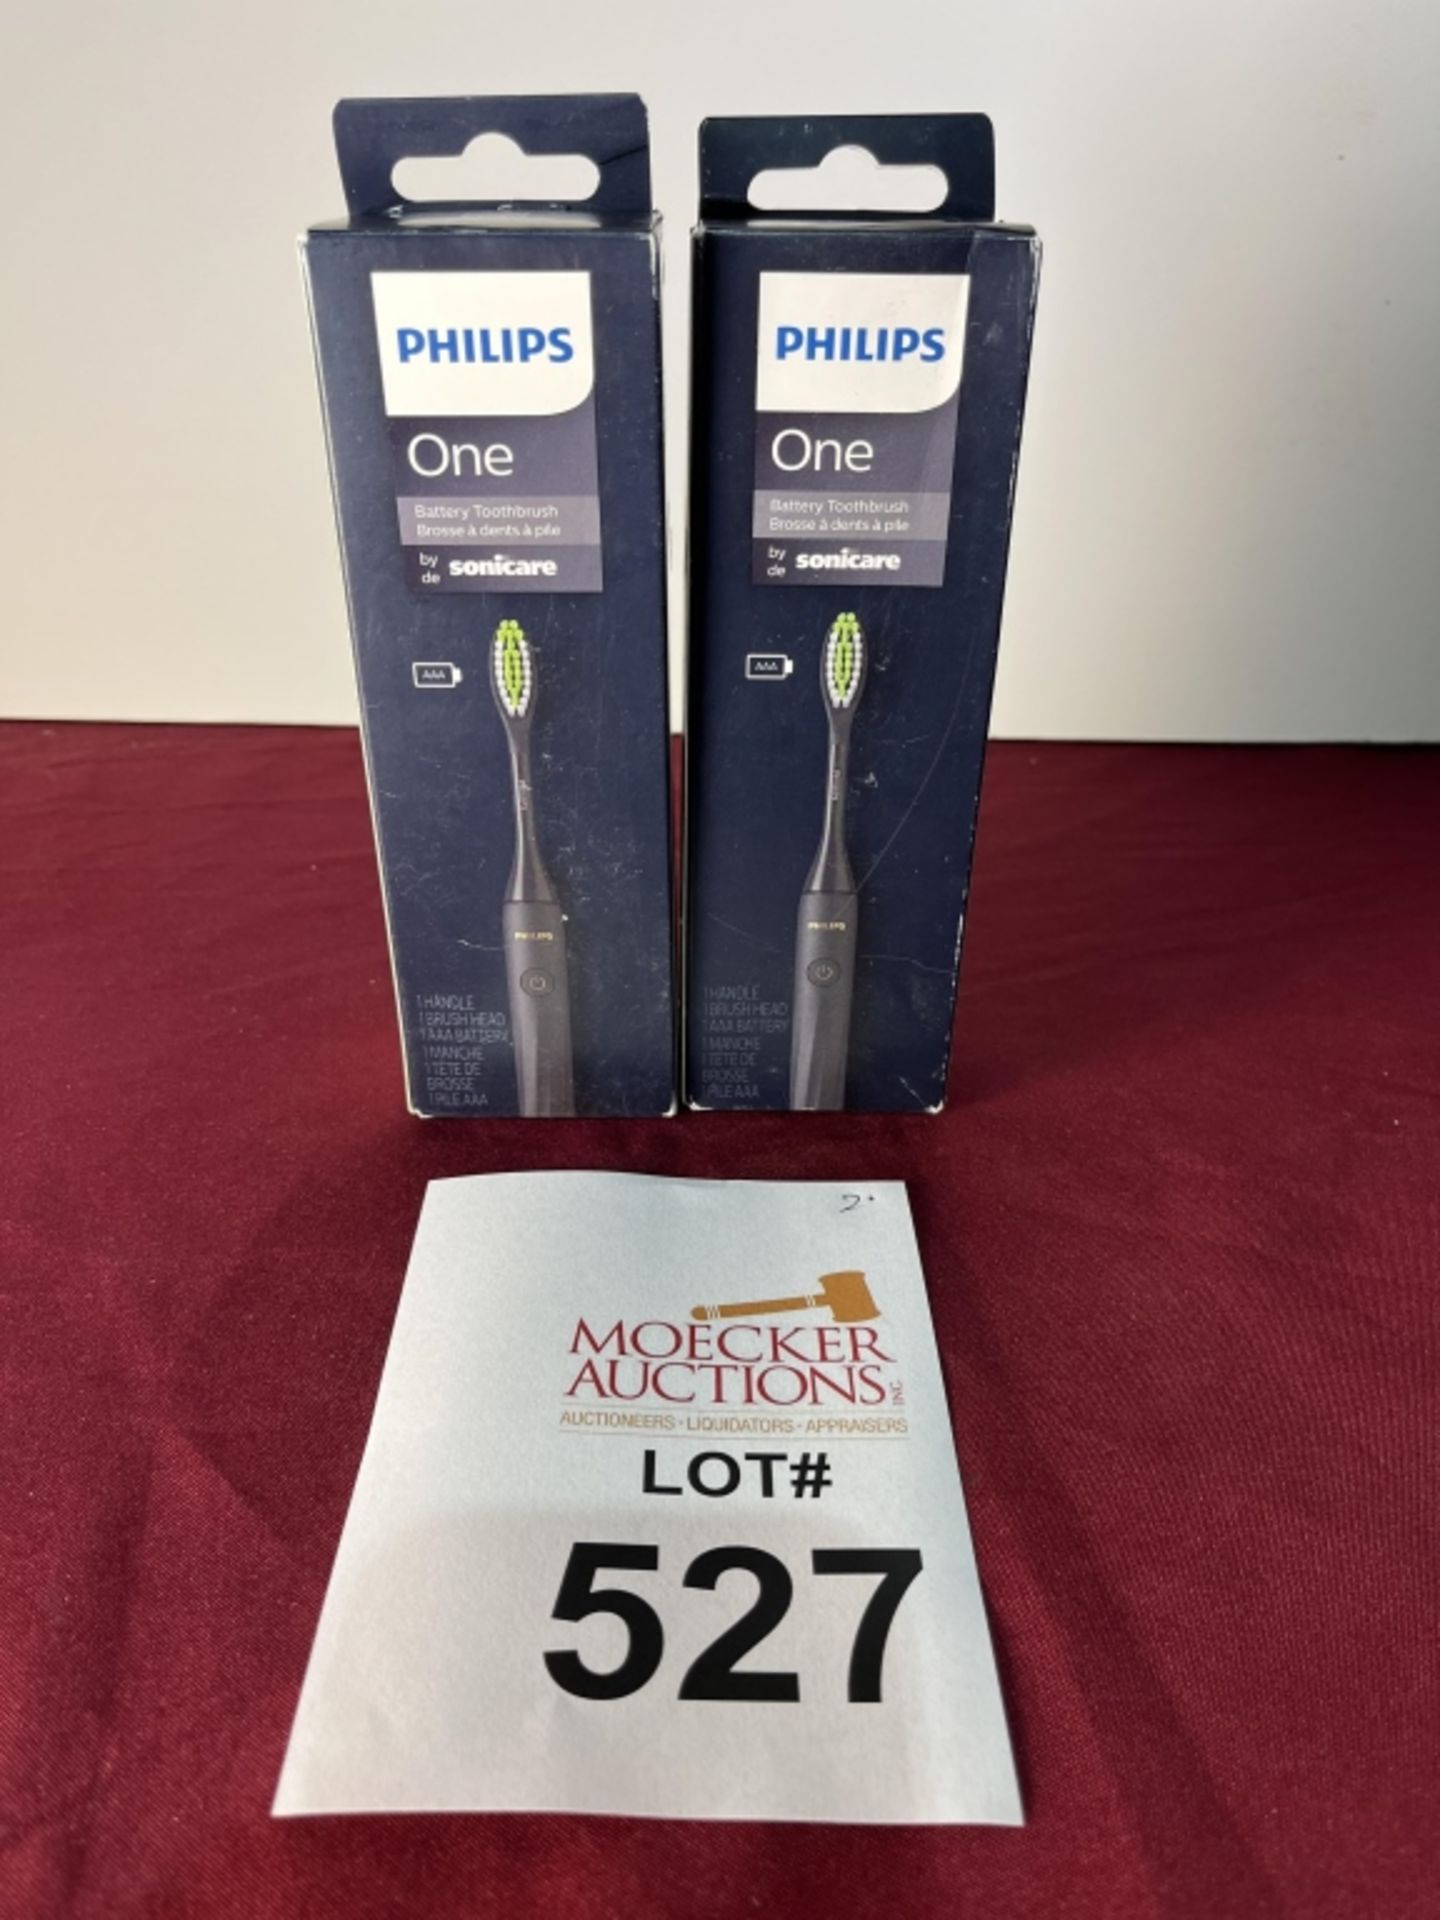 PHILIPS
One
Battery Toothbrush
Brosse à dents à pile
by
de sonicare
AAA
PHILIPS
1 HANDLE
1 BRUSH HEAD
1 AAA BATTERY
1 MANCHE
1 TÊTE DE
BROSSE
1 PILE AAA
PHILIPS
One
Battery Toothbrush
Brosse à dents à pile
by
de sonicare
AAA
PHILIPS
1 HANDLE
1 BRUSH HEAD
1 AAA BATTERY
1 MANCHE
1 TÊTE DE
BROSSE
1 PILE AAA
MOECKER
AUCTIONS INC.
AUCTIONEERS · LIQUIDATORS · APPRAISERS
LOT#
527